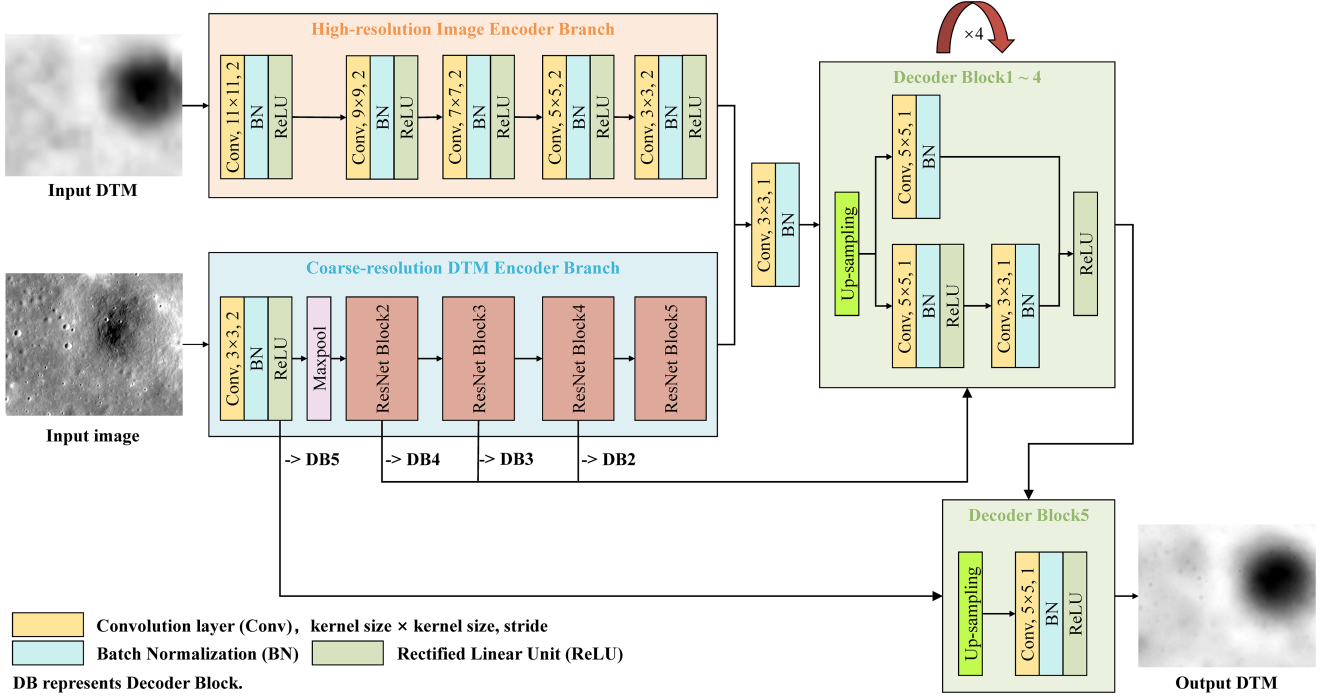 High-resolution Image Encoder Branch
Conv, 11×11, 2
BN
ReLU
Conv, 9×9, 2
BN
ReLU
Conv, 7×7, 2
BN
ReLU
Conv, 5×5, 2
BN
ReLU
Conv, 3×3, 2
BN
ReLU
Input DTM
Coarse-resolution DTM Encoder Branch
Conv, 3×3, 2
BN
ReLU
Maxpool
ResNet Block2
ResNet Block3
ResNet Block4
ResNet Block5
Input image
-> DB5
-> DB4
-> DB3
-> DB2
Conv, 3×3, 1
BN
×4
Decoder Block1 ~ 4
Up-sampling
Conv, 5×5, 1
BN
Conv, 5×5, 1
BN
ReLU
Conv, 3×3, 1
BN
ReLU
Decoder Block5
Up-sampling
Conv, 5×5, 1
BN
ReLU
Output DTM
Convolution layer (Conv)，kernel size × kernel size, stride
Batch Normalization (BN)
Rectified Linear Unit (ReLU)
DB represents Decoder Block.